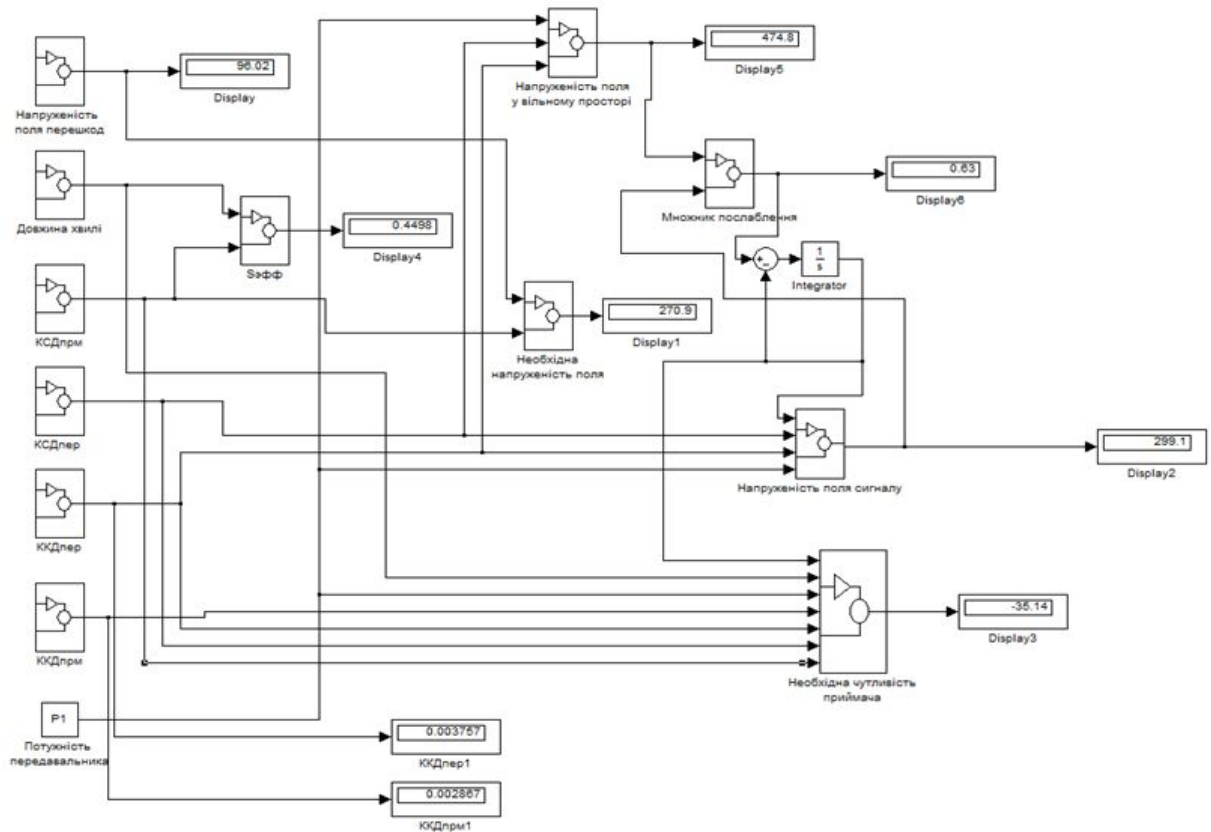 96.02
Display
Напруженість
поля перешкод
474.8
Display5
Напруженість поля
у вільному просторі
Довжина хвилі
0.4498
Display4
Sэфф
Множник послаблення
0.63
Display6
1
s
Integrator
КСДпрм
270.9
Display1
Необхідна
напруженість поля
КСДпер
Напруженість поля сигналу
299.1
Display2
ККДпер
ККДпрм
-35.14
Display3
Необхідна чутливість
приймача
P1
Потужність
передавальника
0.003757
ККДпер1
0.002867
ККДпрм1